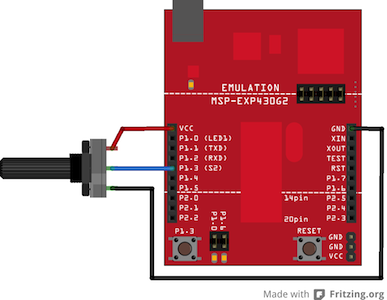 EMULATION
MSP-EXP430G2
VCC
P1.0 (LED1)
P1.1 (TXD)
P1.2 (RXD)
P1.3 (S2)
P1.4
P1.5
P2.0
P2.1
P2.2
GND
XIN
XOUT
TEST
RST
P1.7
P1.6
P2.5
P2.4
P2.3
14pin
20pin
P1.3
P1.0
P1.6
RESET
GND
GND
VCC
Made with Fritzing.org